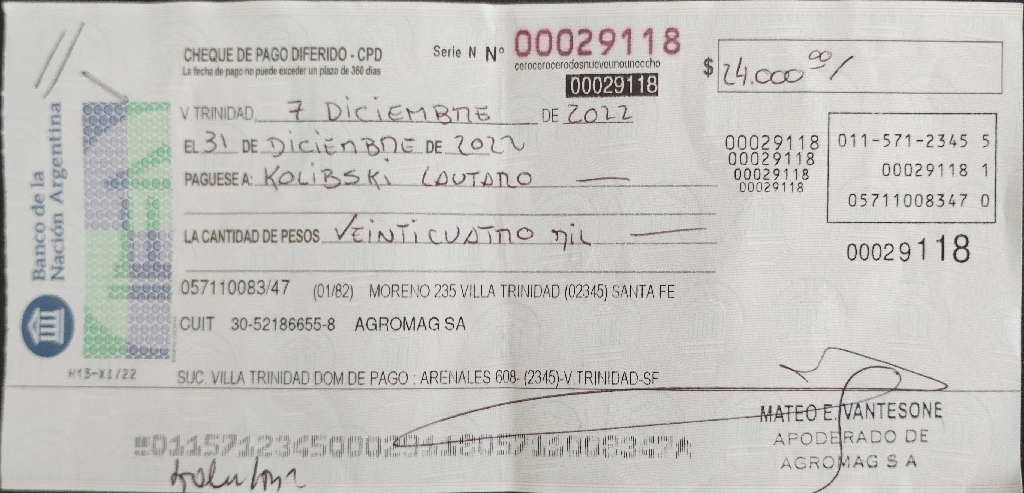 CHEQUE DE PAGO DIFERIDO - CPD
La fecha de pago no puede exceder un plazo de 360 días
Serie N Nº 00029118
cerocerocerodosnueveunounoocho
00029118
$ 24.000 00/
V.TRINIDAD, 7 DICIEMBRE DE 2022
EL 31 DE DICIEMBRE DE 2022
PAGUESE A: KOLIBSKI LAUTARO
LA CANTIDAD DE PESOS VEINTICUATRO MIL
00029118
00029118
00029118
00029118
011-571-2345 5
00029118 1
05711008347 0
00029118
057110083/47 (01/82) MORENO 235 VILLA TRINIDAD (02345) SANTA FE
CUIT 30-52186655-8 AGROMAG SA
SUC. VILLA TRINIDAD DOM DE PAGO : ARENALES 608- (2345)-V.TRINIDAD-SF
Banco de la
Nación Argentina
H13-XI/22
MATEO E. VANTESONE
APODERADO DE
AGROMAG S A